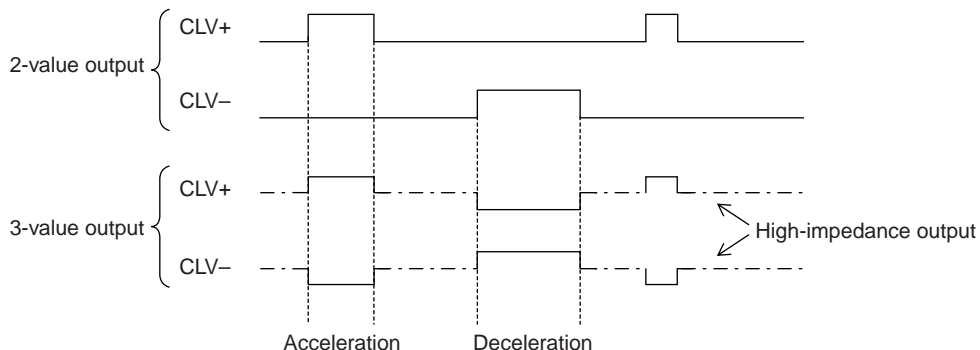 CLV+
2-value output
CLV–
CLV+
3-value output
High-impedance output
CLV–
Acceleration
Deceleration